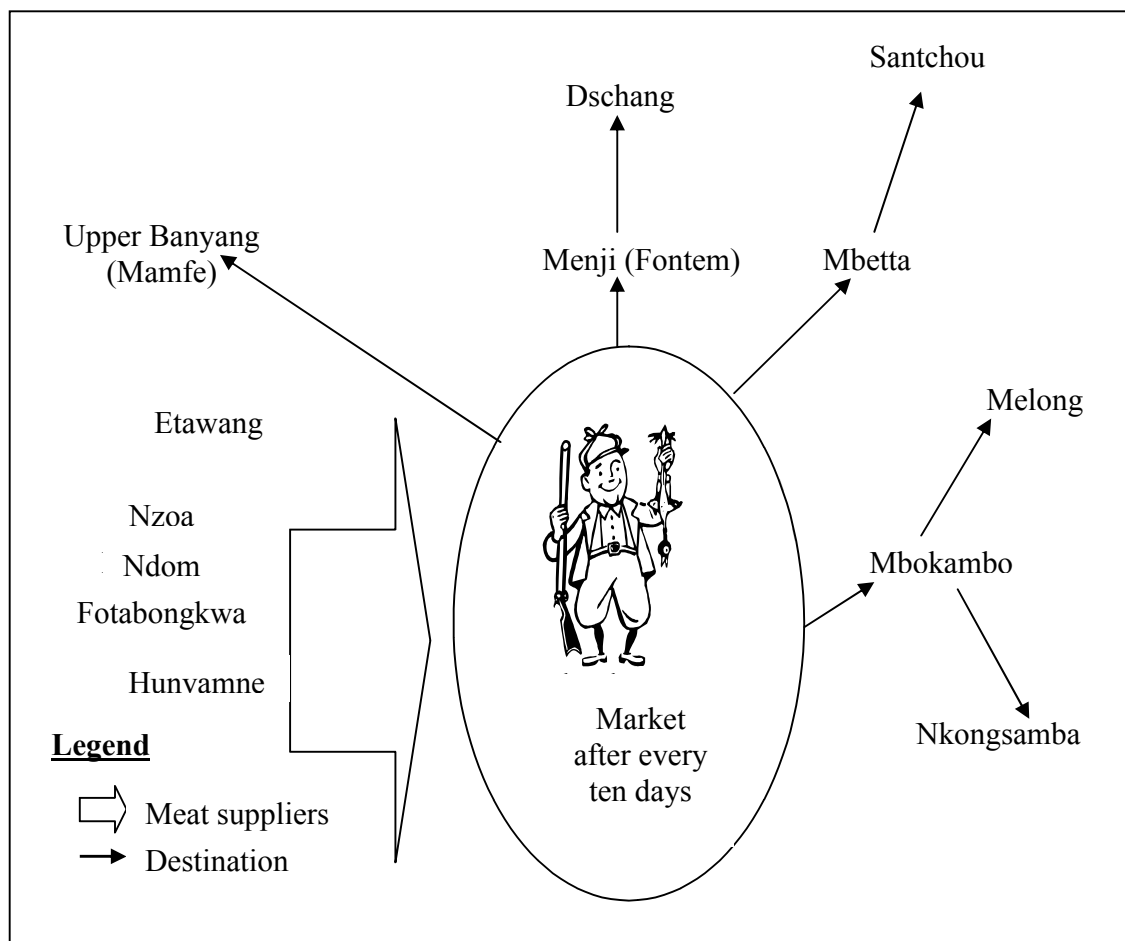 Santchou
Dschang
Upper Banyang
(Mamfe)
Menji (Fontem)
Mbetta
Etawang
Melong
Nzoa
Ndom
Mbokambo
Fotabongkwa
Hunvamne
Market
after every
ten days
Nkongsamba
Legend
Meat suppliers
Destination